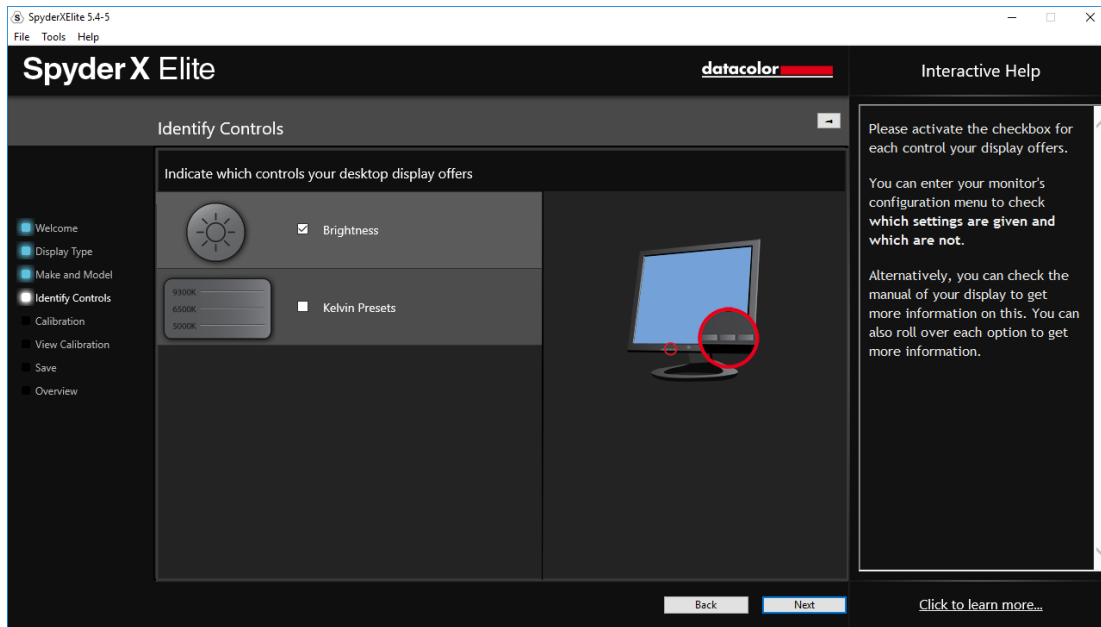 SpyderXElite 5.4-5
File Tools Help
Spyder X Elite
datacolor
Interactive Help
Identify Controls
Indicate which controls your desktop display offers
Welcome
Display Type
Make and Model
Identify Controls
Calibration
View Calibration
Save
Overview
Brightness
9300K
6500K
5000K
Kelvin Presets
Please activate the checkbox for
each control your display offers.
You can enter your monitor's
configuration menu to check
which settings are given and
which are not.
Alternatively, you can check the
manual of your display to get
more information on this. You can
also roll over each option to get
more information.
Back
Next
Click to learn more...